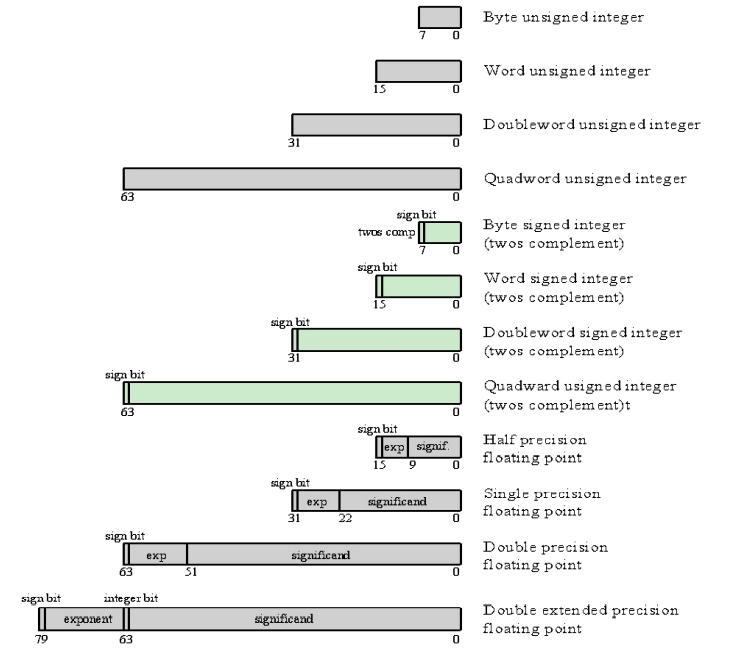 Byte unsigned integer
7 0
Word unsigned integer
15 0
Doubleword unsigned integer
31 0
Quadword unsigned integer
63 0
sign bit
twos comp
Byte signed integer
(twos complement)
7 0
sign bit
Word signed integer
(twos complement)
15 0
sign bit
Doubleword signed integer
(twos complement)
31 0
sign bit
Quadward usigned integer
(twos complement)t
63 0
sign bit
exp signif.
Half precision
floating point
15 9 0
sign bit
exp significand
Single precision
floating point
31 22 0
sign bit
exp significand
Double precision
floating point
63 51 0
sign bit integer bit
exponent significand
Double extended precision
floating point
79 63 0